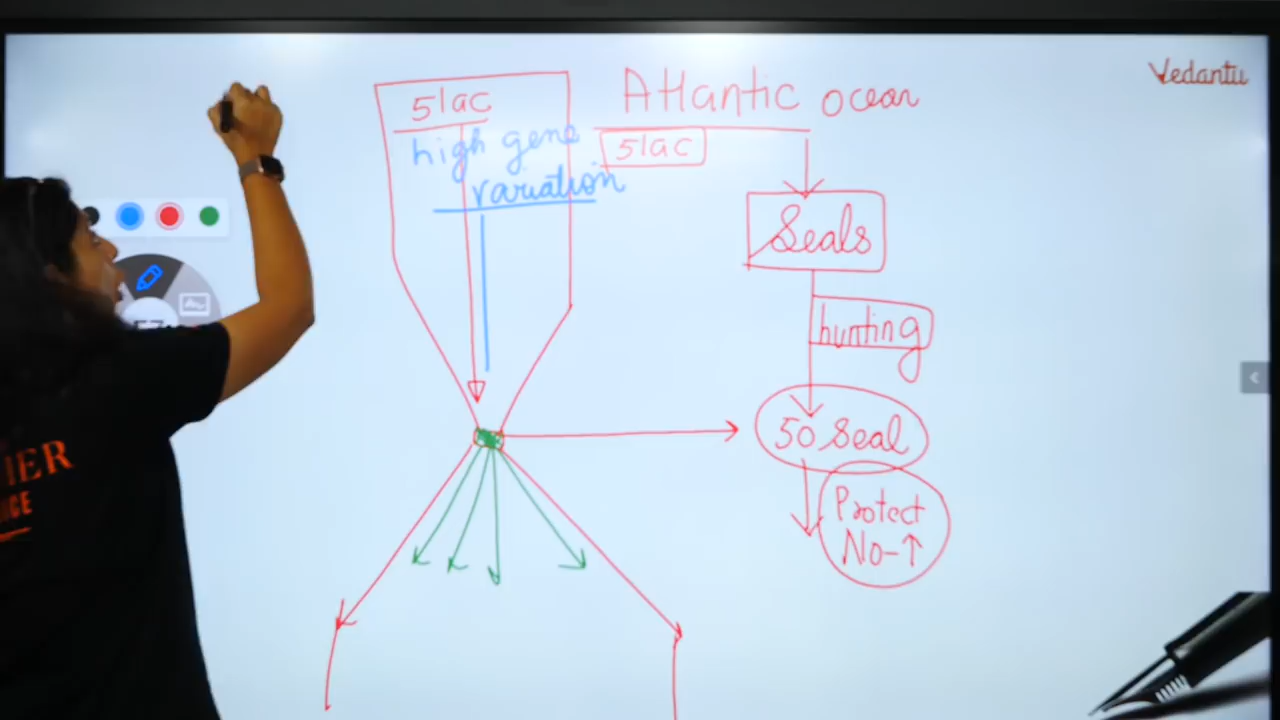 Vedantu
5lac
high gene
variation
Atlantic ocean
5lac
Seals
hunting
50 Seal
Protect
No-↑